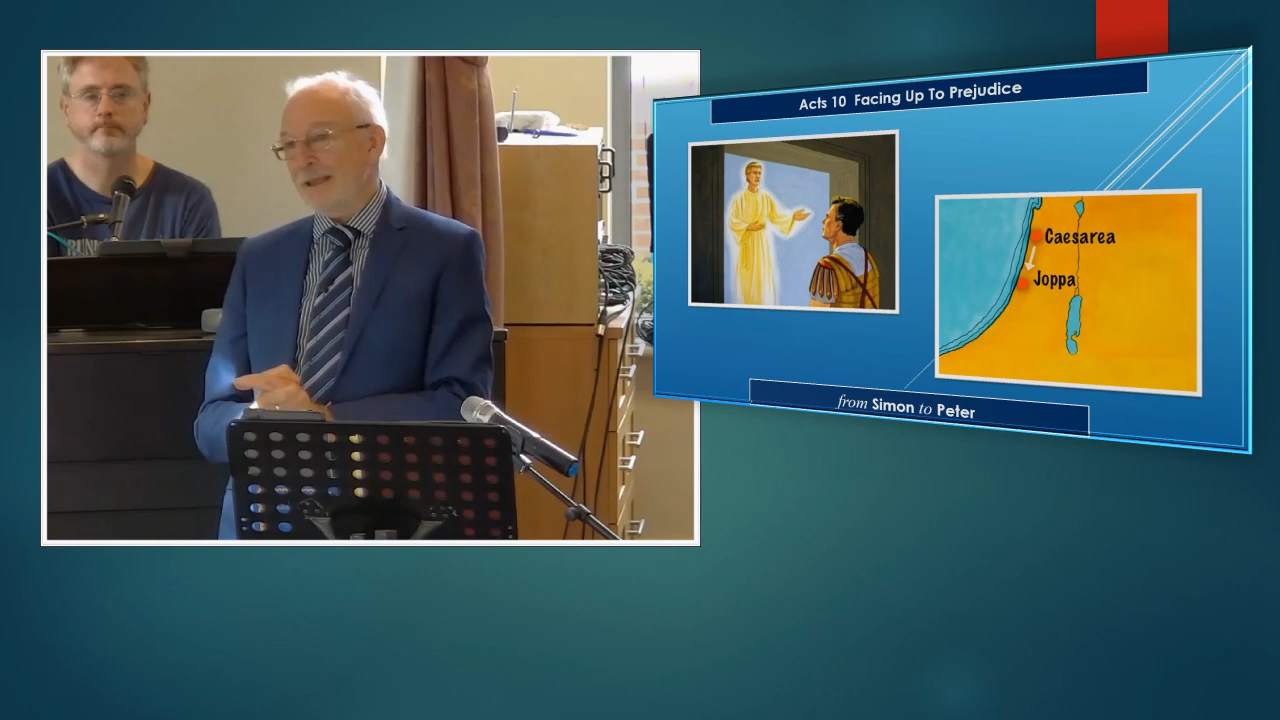 Acts 10 Facing Up To Prejudice
Caesarea
Joppa
from Simon to Peter